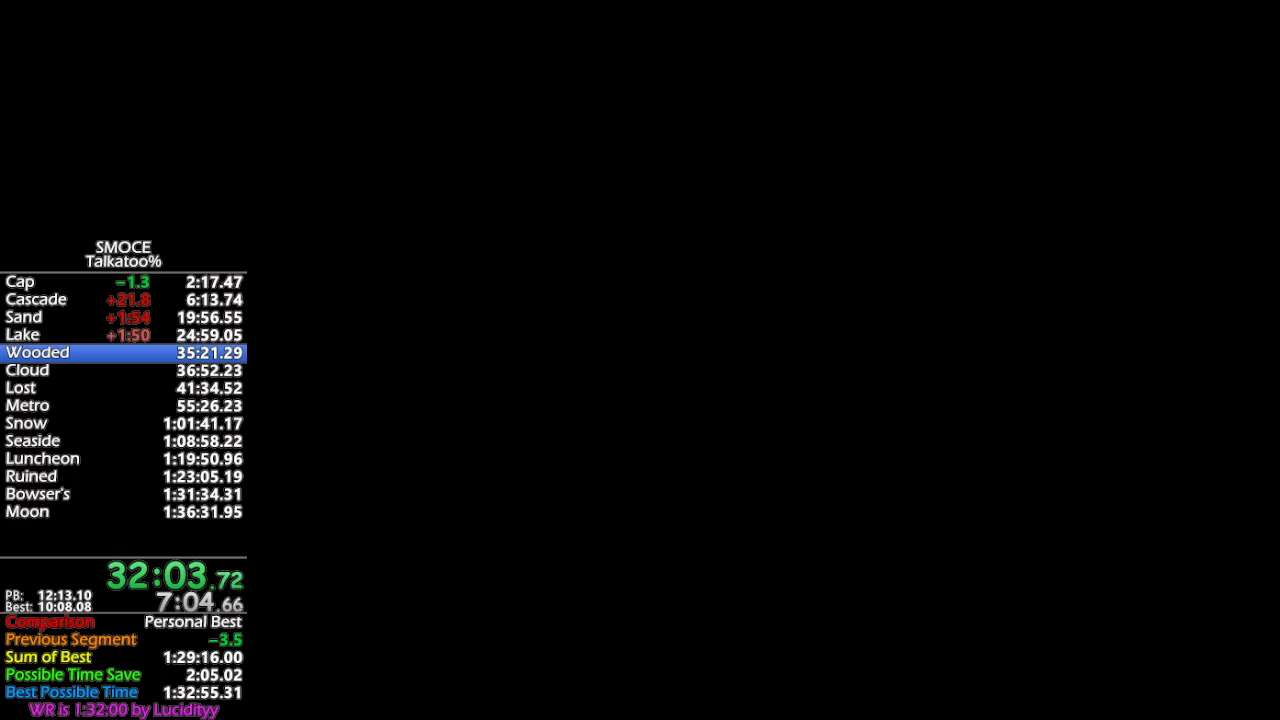 SMOCE
Talkatoo%
Cap −1.3 2:17.47
Cascade +21.8 6:13.74
Sand +1:54 19:56.55
Lake +1:50 24:59.05
Wooded 35:21.29
Cloud 36:52.23
Lost 41:34.52
Metro 55:26.23
Snow 1:01:41.17
Seaside 1:08:58.22
Luncheon 1:19:50.96
Ruined 1:23:05.19
Bowser's 1:31:34.31
Moon 1:36:31.95
32:03.72
PB: 12:13.10
Best: 10:08.08
7:04.66
Comparison Personal Best
Previous Segment −3.5
Sum of Best 1:29:16.00
Possible Time Save 2:05.02
Best Possible Time 1:32:55.31
WR is 1:32:00 by Lucidityy